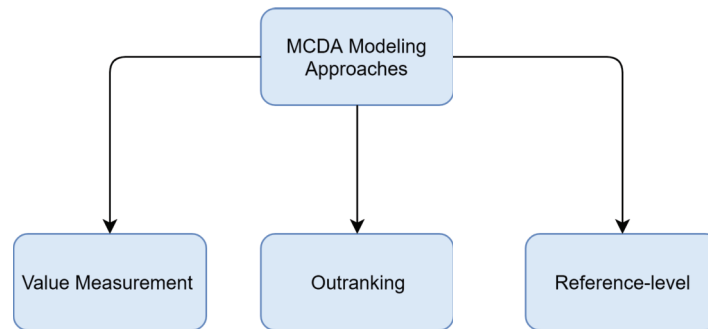 MCDA Modeling
Approaches
Value Measurement
Outranking
Reference-level